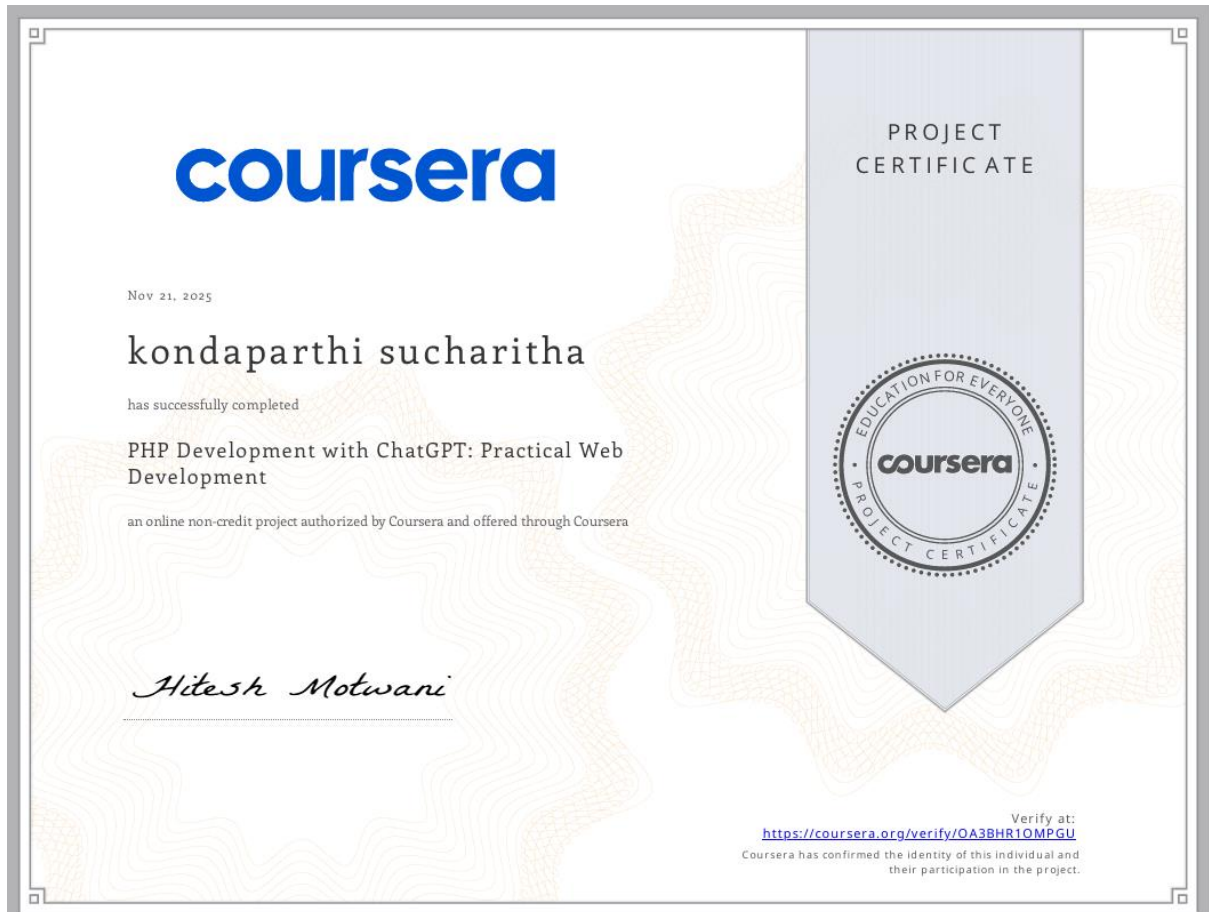 coursera
PROJECT
CERTIFICATE
Nov 21, 2025
kondaparthi sucharitha
has successfully completed
PHP Development with ChatGPT: Practical Web
Development
an online non-credit project authorized by Coursera and offered through Coursera
EDUCATION FOR EVERYONE
coursera
PROJECT CERTIFICATE
Hitesh Motwani
Verify at:
https://coursera.org/verify/OA3BHR1OMPGU
Coursera has confirmed the identity of this individual and
their participation in the project.